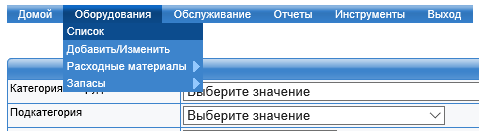 Домой Оборудования Обслуживание Отчеты Инструменты Выход
Список
Добавить/Изменить
Расходные материалы
Запасы
Категория Выберите значение
Подкатегория Выберите значение